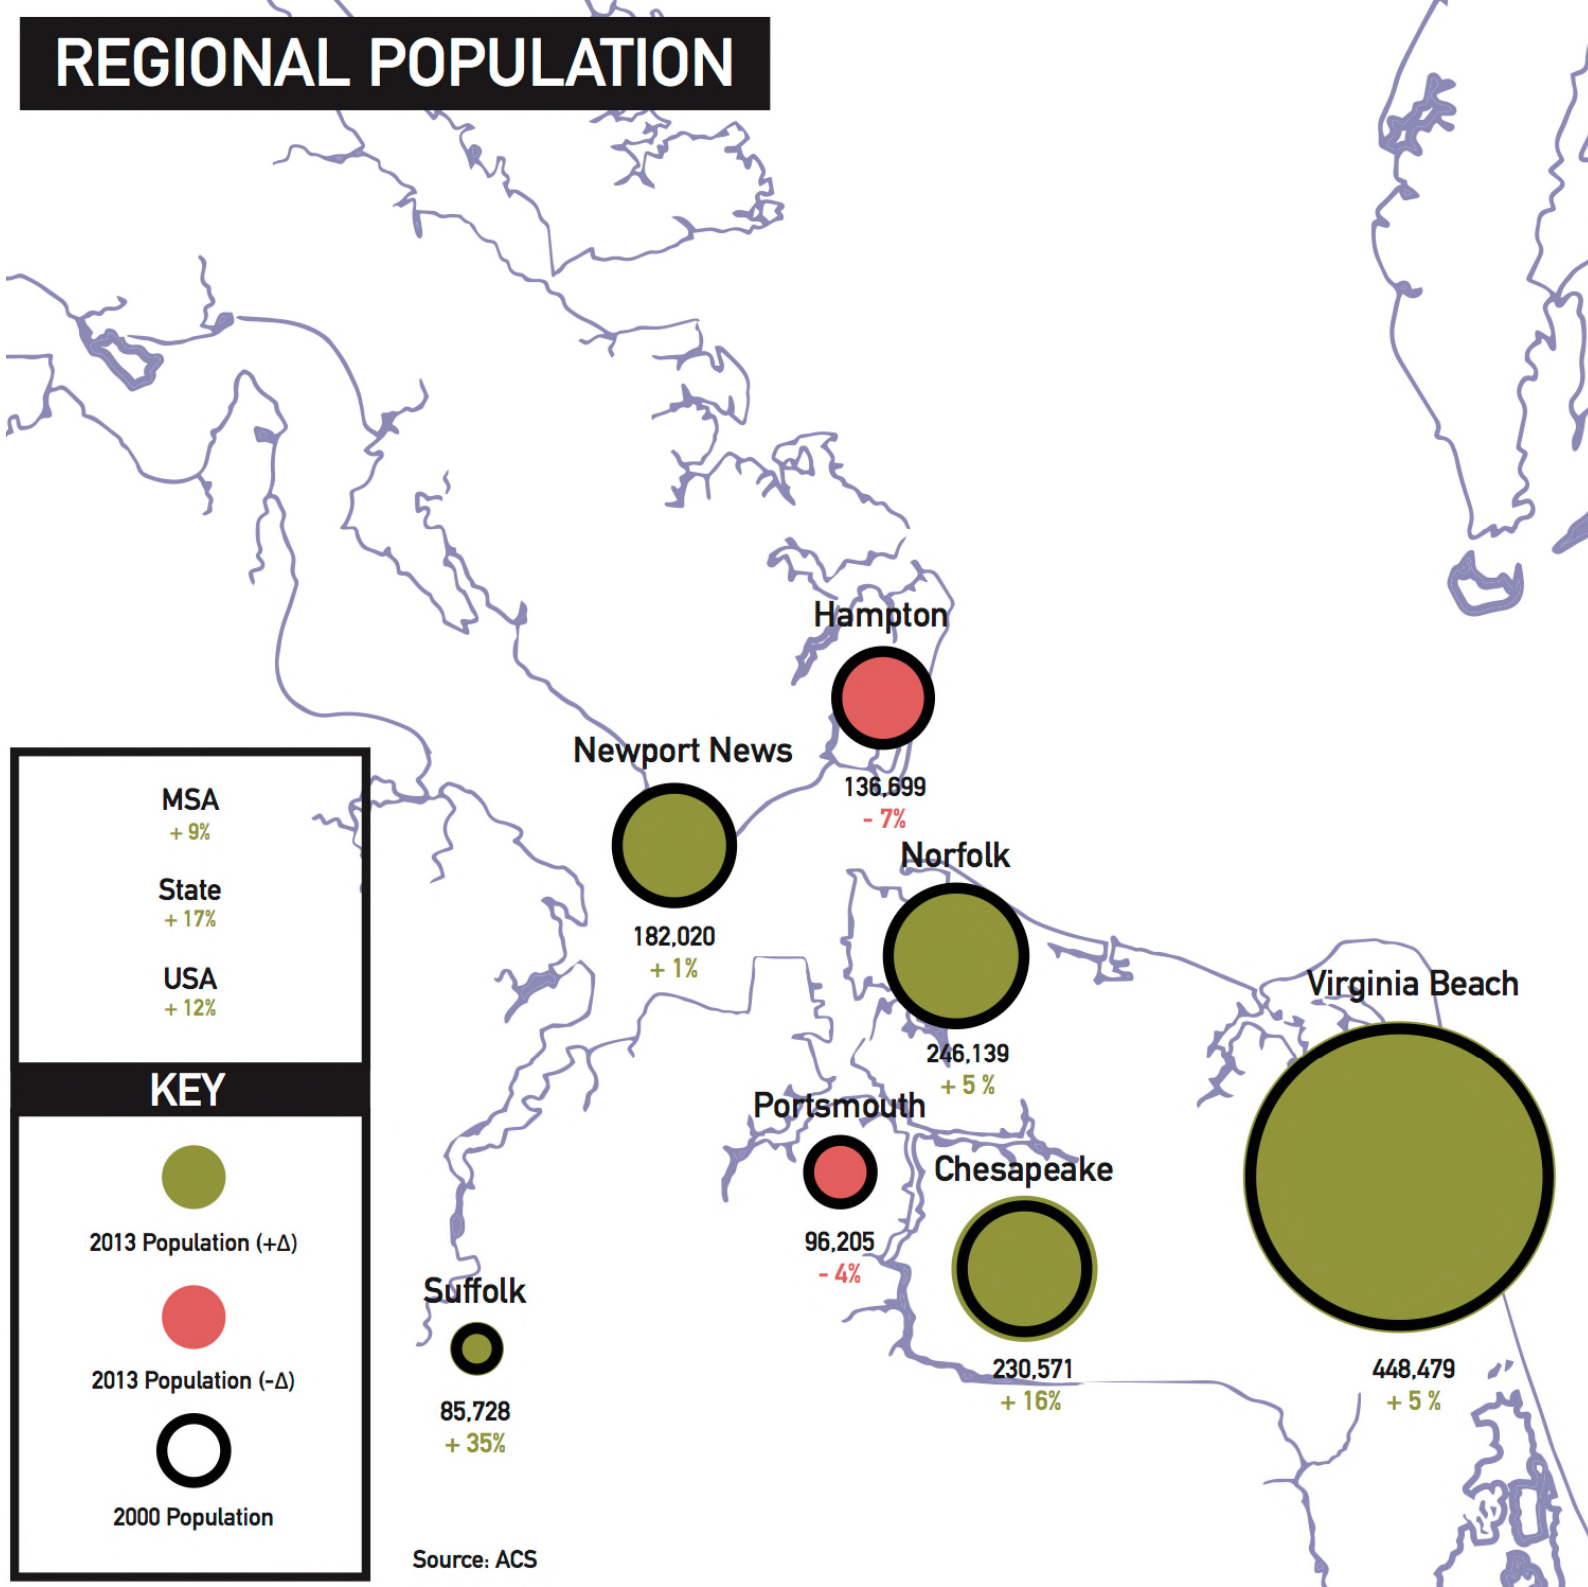 REGIONAL POPULATION
Hampton
136,699
- 7%
Newport News
182,020
+ 1%
Norfolk
246,139
+ 5 %
Virginia Beach
448,479
+ 5 %
Portsmouth
96,205
- 4%
Chesapeake
230,571
+ 16%
Suffolk
85,728
+ 35%
MSA
+ 9%
State
+ 17%
USA
+ 12%
KEY
2013 Population (+Δ)
2013 Population (-Δ)
2000 Population
Source: ACS